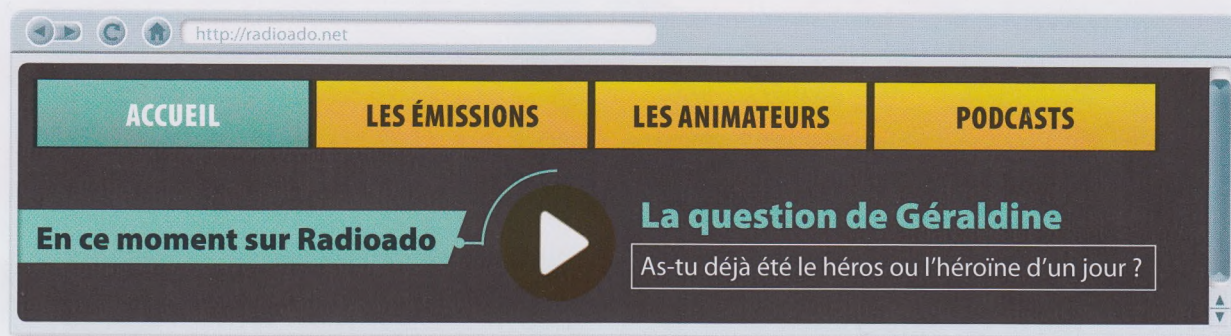 http://radioado.net
ACCUEIL
LES ÉMISSIONS
LES ANIMATEURS
PODCASTS
En ce moment sur Radioado
La question de Géraldine
As-tu déjà été le héros ou l'héroïne d'un jour ?